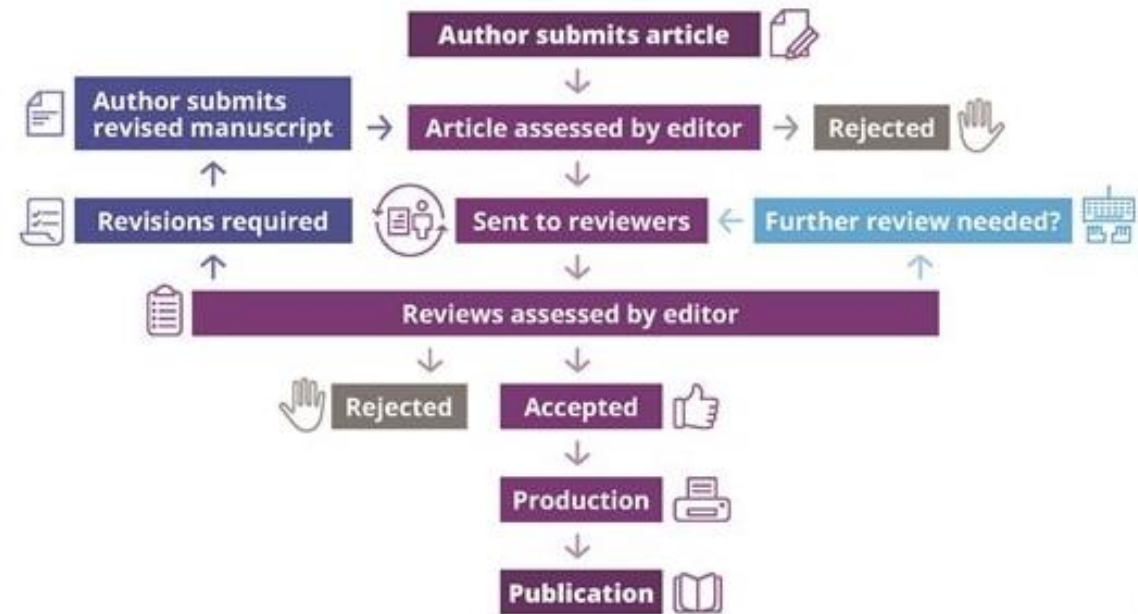 Author submits article
Author submits
revised manuscript
Article assessed by editor
Rejected
Revisions required
Sent to reviewers
Further review needed?
Reviews assessed by editor
Rejected
Accepted
Production
Publication